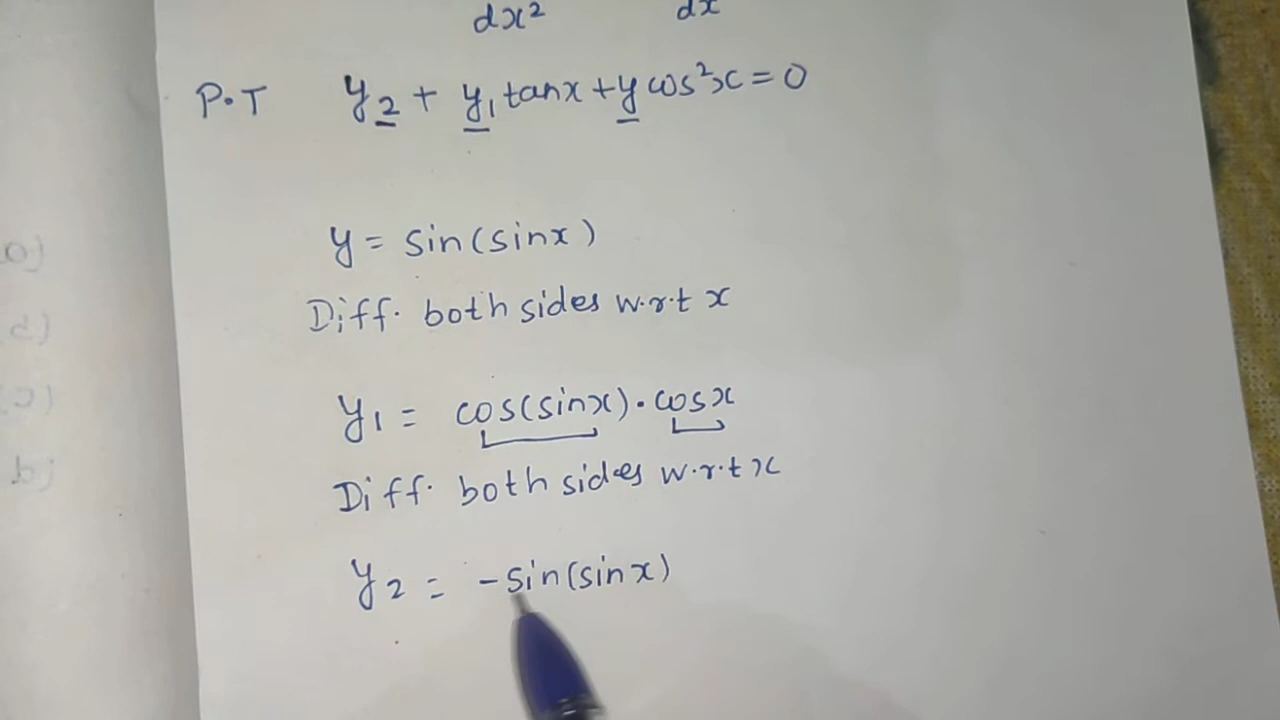 dx² dx
P.T y₂ + y₁ tanx + y cos²x = 0
y = sin(sinx)
Diff. both sides w.r.t x
y₁ = cos(sinx) · cosx
Diff. both sides w.r.t x
y₂ = -sin(sinx)